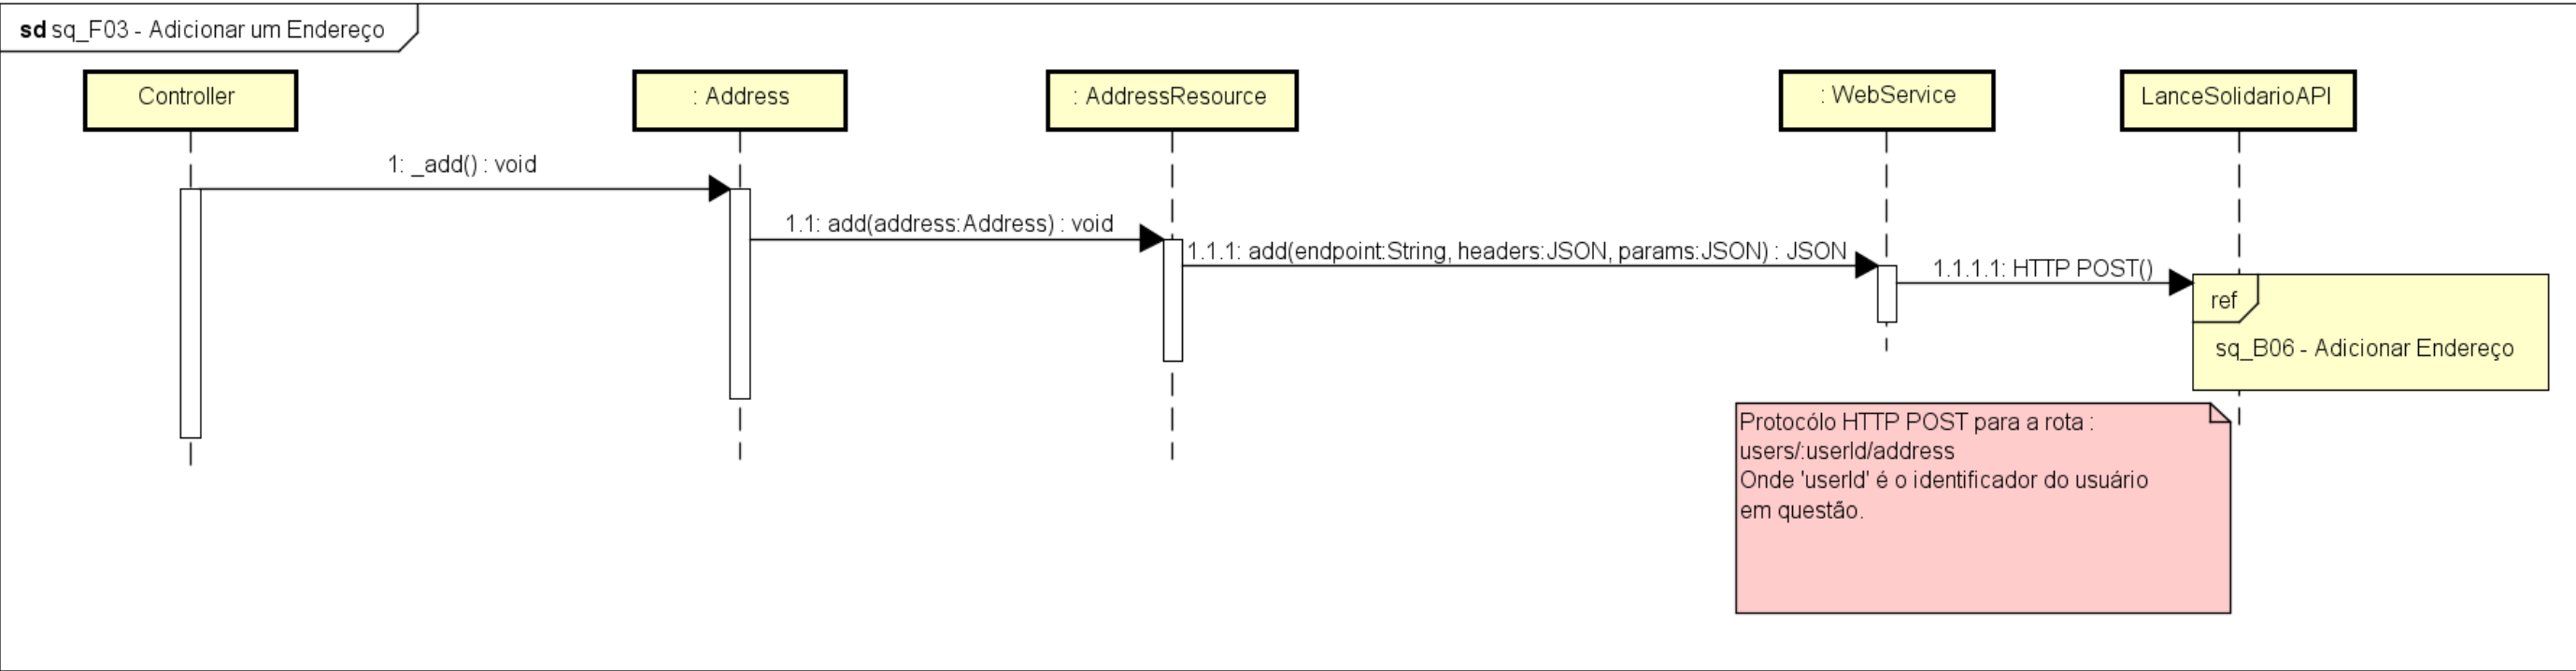 sd sq_F03 - Adicionar um Endereço
Controller
: Address
: AddressResource
: WebService
LanceSolidarioAPI
1: _add() : void
1.1: add(address:Address) : void
1.1.1: add(endpoint:String, headers:JSON, params:JSON) : JSON
1.1.1.1: HTTP POST()
ref
sq_B06 - Adicionar Endereço
Protocólo HTTP POST para a rota :
users/:userId/address
Onde 'userId' é o identificador do usuário
em questão.